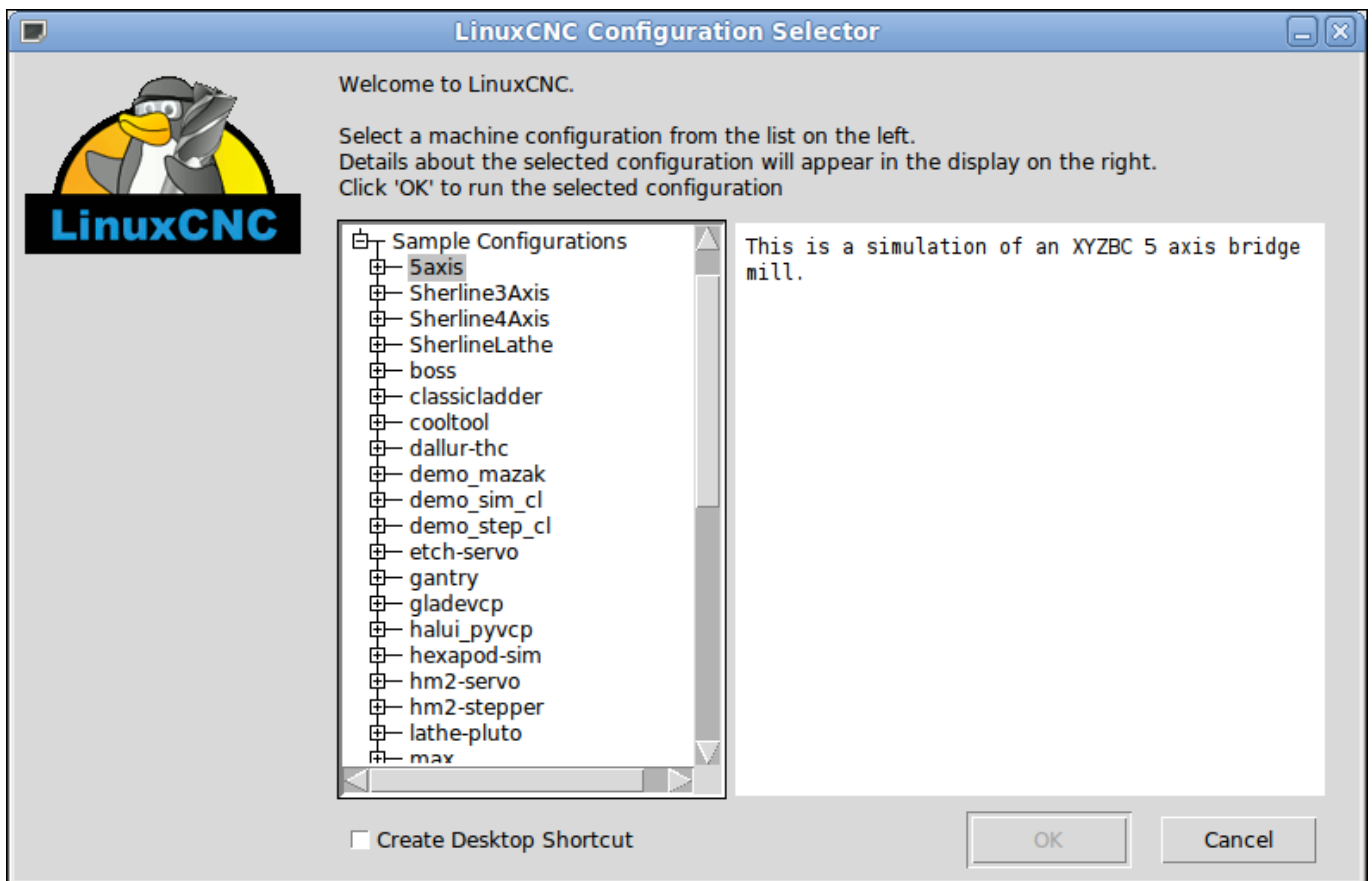 LinuxCNC Configuration Selector
LinuxCNC
Welcome to LinuxCNC.
Select a machine configuration from the list on the left.
Details about the selected configuration will appear in the display on the right.
Click 'OK' to run the selected configuration
Sample Configurations
5axis
Sherline3Axis
Sherline4Axis
SherlineLathe
boss
classicladder
cooltool
dallur-thc
demo_mazak
demo_sim_cl
demo_step_cl
etch-servo
gantry
gladevcp
halui_pyvcp
hexapod-sim
hm2-servo
hm2-stepper
lathe-pluto
max
This is a simulation of an XYZBC 5 axis bridge
mill.
Create Desktop Shortcut
OK
Cancel